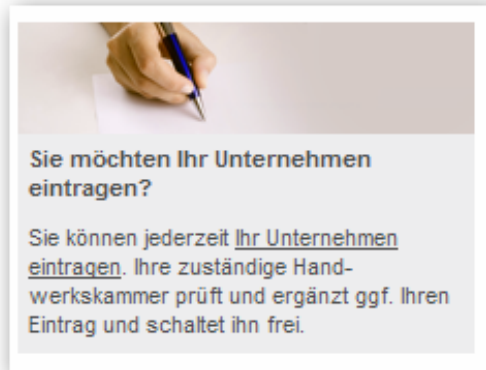 Sie möchten Ihr Unternehmen
eintragen?
Sie können jederzeit Ihr Unternehmen
eintragen. Ihre zuständige Hand-
werkskammer prüft und ergänzt ggf. Ihren
Eintrag und schaltet ihn frei.